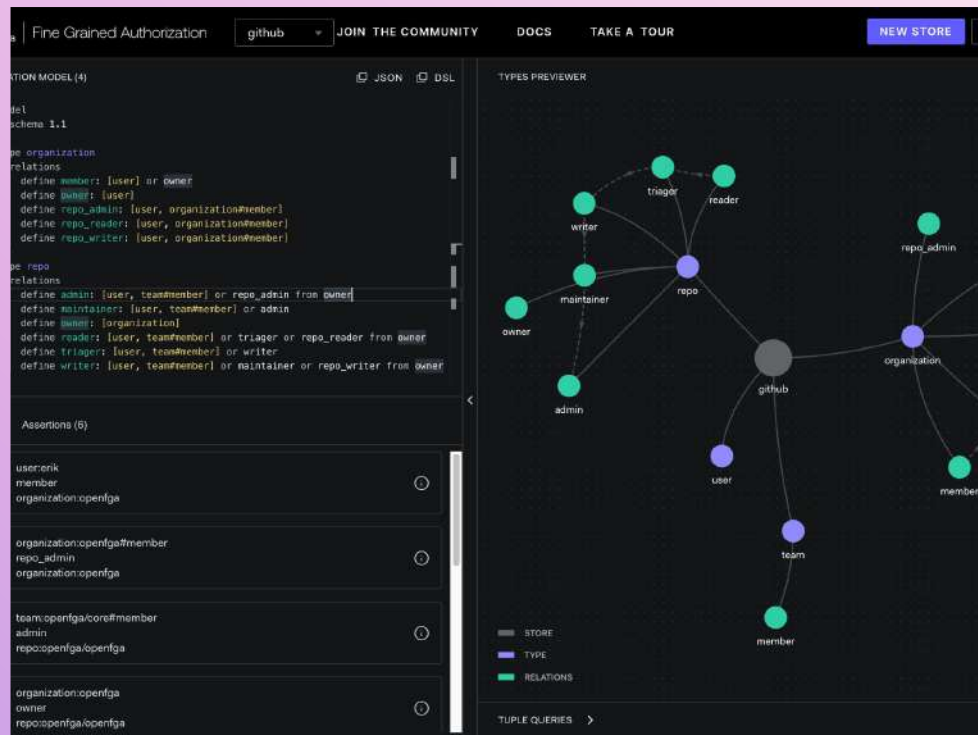 Fine Grained Authorization
github
JOIN THE COMMUNITY
DOCS
TAKE A TOUR
NEW STORE
ATION MODEL (4)
JSON
DSL
del
schema 1.1
pe organization
relations
define member: [user] or owner
define owner: [user]
define repo_admin: [user, organization#member]
define repo_reader: [user, organization#member]
define repo_writer: [user, organization#member]
pe repo
relations
define admin: [user, team#member] or repo_admin from owner
define maintainer: [user, team#member] or admin
define owner: [organization]
define reader: [user, team#member] or triager or repo_reader from owner
define triager: [user, team#member] or writer
define writer: [user, team#member] or maintainer or repo_writer from owner
Assertions (6)
user:erik
member
organization:openfga
organization:openfga#member
repo_admin
organization:openfga
team:openfga/core#member
admin
repo:openfga/openfga
organization:openfga
owner
repo:openfga/openfga
TYPES PREVIEWER
triager
reader
writer
repo_admin
repo
maintainer
owner
organization
github
admin
user
member
team
member
STORE
TYPE
RELATIONS
TUPLE QUERIES